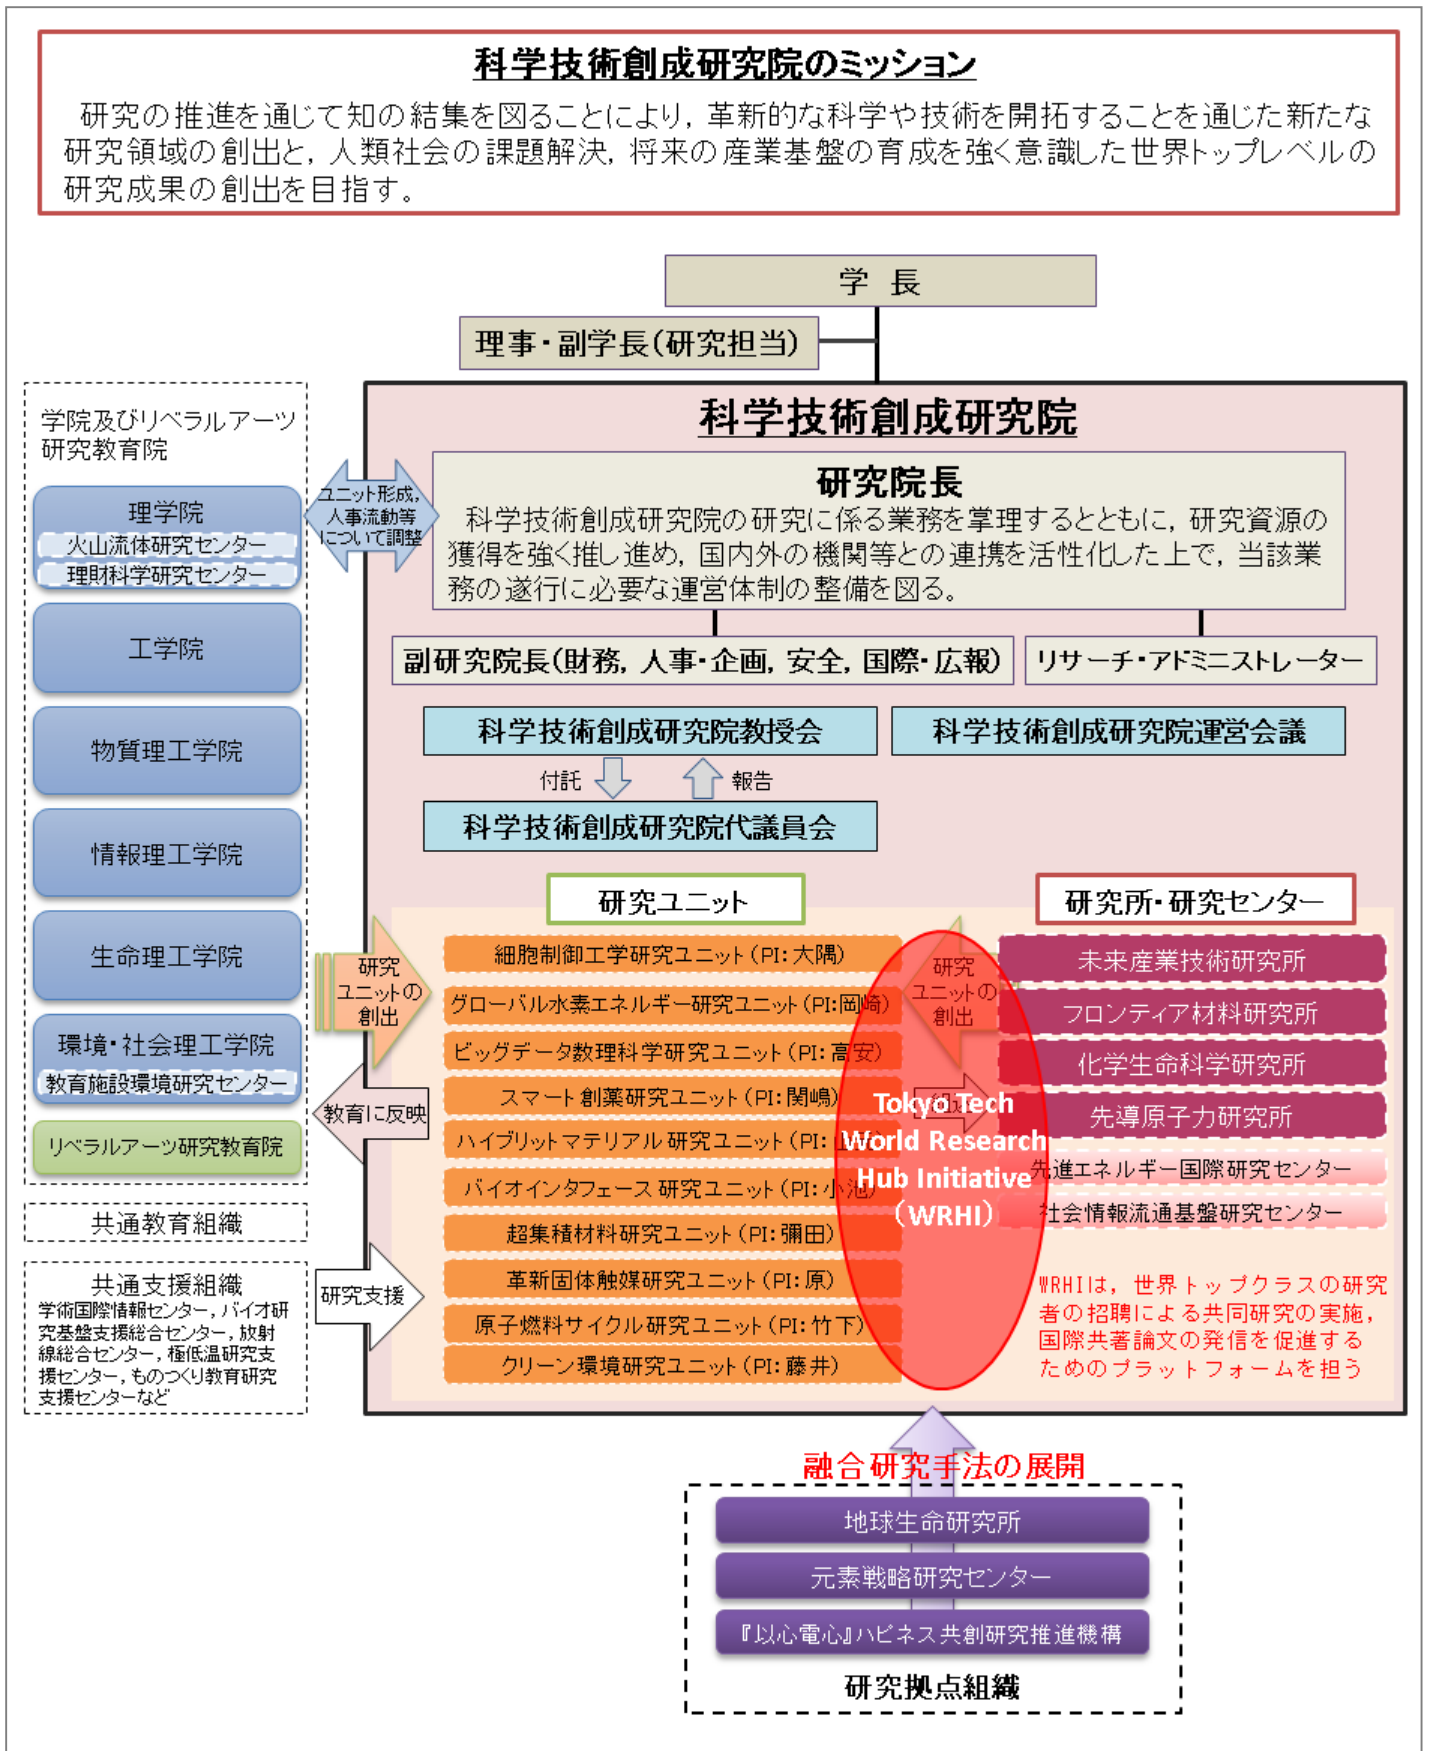 科学技術創成研究院のミッション
研究の推進を通じて知の結集を図ることにより，革新的な科学や技術を開拓することを通じた新たな
研究領域の創出と，人類社会の課題解決，将来の産業基盤の育成を強く意識した世界トップレベルの
研究成果の創出を目指す。
学 長
理事・副学長（研究担当）
学院及びリベラルアーツ
研究教育院
理学院
火山流体研究センター
理財科学研究センター
工学院
物質理工学院
情報理工学院
生命理工学院
環境・社会理工学院
教育施設環境研究センター
リベラルアーツ研究教育院
共通教育組織
共通支援組織
学術国際情報センター，バイオ研
究基盤支援総合センター，放射
線総合センター，極低温研究支
援センター，ものつくり教育研究
支援センターなど
ユニット形成，
人事流動等
について調整
研究
ユニットの
創出
教育に反映
研究支援
科学技術創成研究院
研究院長
科学技術創成研究院の研究に係る業務を掌理するとともに，研究資源の
獲得を強く推し進め，国内外の機関等との連携を活性化した上で，当該業
務の遂行に必要な運営体制の整備を図る。
副研究院長（財務，人事・企画，安全，国際・広報）
リサーチ・アドミニストレーター
科学技術創成研究院教授会
科学技術創成研究院運営会議
付託
報告
科学技術創成研究院代議員会
研究ユニット
細胞制御工学研究ユニット（PI：大隅）
グローバル水素エネルギー研究ユニット（PI：岡崎）
ビッグデータ数理科学研究ユニット（PI：高安）
スマート創薬研究ユニット（PI：関嶋）
ハイブリットマテリアル研究ユニット（PI：
バイオインタフェース研究ユニット（PI：小池）
超集積材料研究ユニット（PI：彌田）
革新固体触媒研究ユニット（PI：原）
原子燃料サイクル研究ユニット（PI：竹下）
クリーン環境研究ユニット（PI：藤井）
研究
ユニットの
創出
Tokyo Tech
World Research
Hub Initiative
（WRHI）
研究所・研究センター
未来産業技術研究所
フロンティア材料研究所
化学生命科学研究所
先導原子力研究所
先進エネルギー国際研究センター
社会情報流通基盤研究センター
WRHIは，世界トップクラスの研究
者の招聘による共同研究の実施，
国際共著論文の発信を促進する
ためのプラットフォームを担う
融合研究手法の展開
地球生命研究所
元素戦略研究センター
『以心電心』ハピネス共創研究推進機構
研究拠点組織